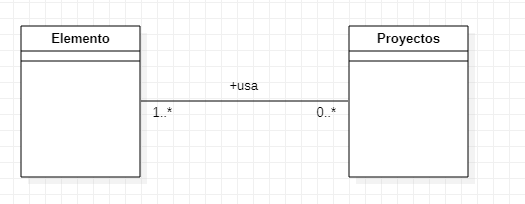 Elemento
Proyectos
+usa
1..*
0..*